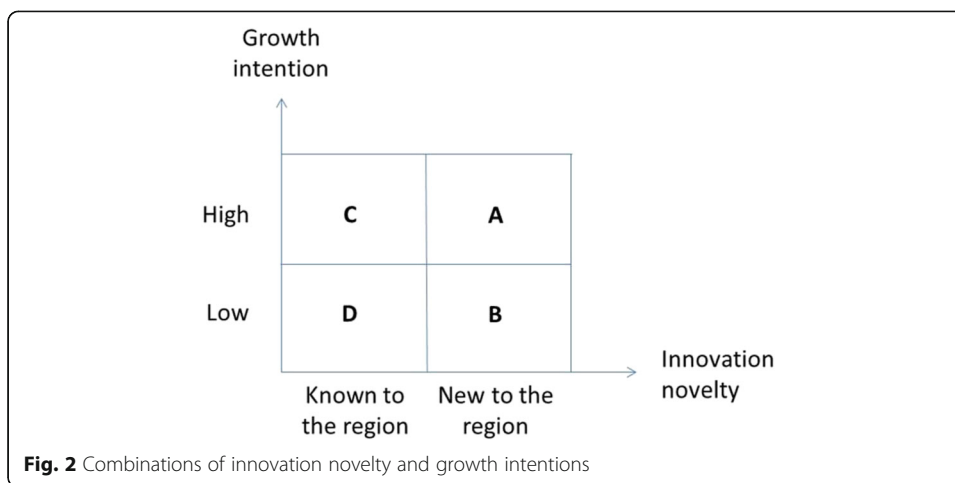 Growth
intention
High
C
A
Low
D
B
Innovation
novelty
Known to
the region
New to the
region
Fig. 2 Combinations of innovation novelty and growth intentions